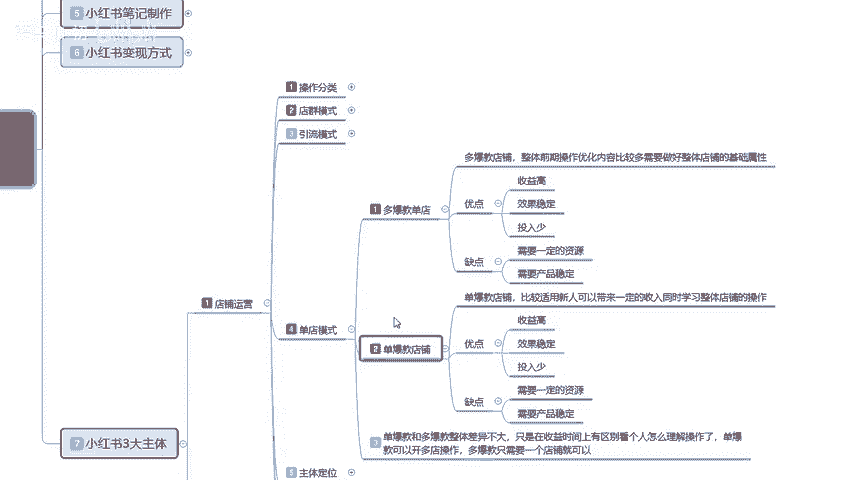 5 小红书笔记制作
6 小红书变现方式
1 操作分类
2 店群模式
3 引流模式
多爆款店铺，整体前期操作优化内容比较多需要做好整体店铺的基础属性
收益高
1 多爆款单店
优点
效果稳定
投入少
缺点
需要一定的资源
需要产品稳定
1 店铺运营
单爆款店铺，比较适用新人可以带来一定的收入同时学习整体店铺的操作
收益高
4 单店模式
2 单爆款店铺
优点
效果稳定
投入少
缺点
需要一定的资源
需要产品稳定
7 小红书3大主体
3 单爆款和多爆款整体差异不大，只是在收益时间上有区别看个人怎么理解操作了，单爆
款可以开多店操作，多爆款只需要一个店铺就可以
5 主体定位